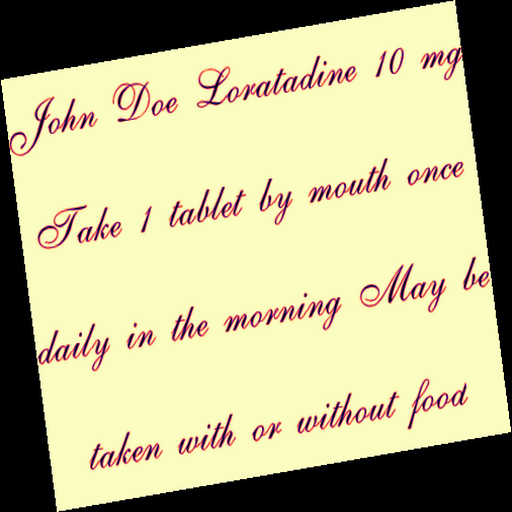 John Doe Loratadine 10 mg
Take 1 tablet by mouth once
daily in the morning May be
taken with or without food